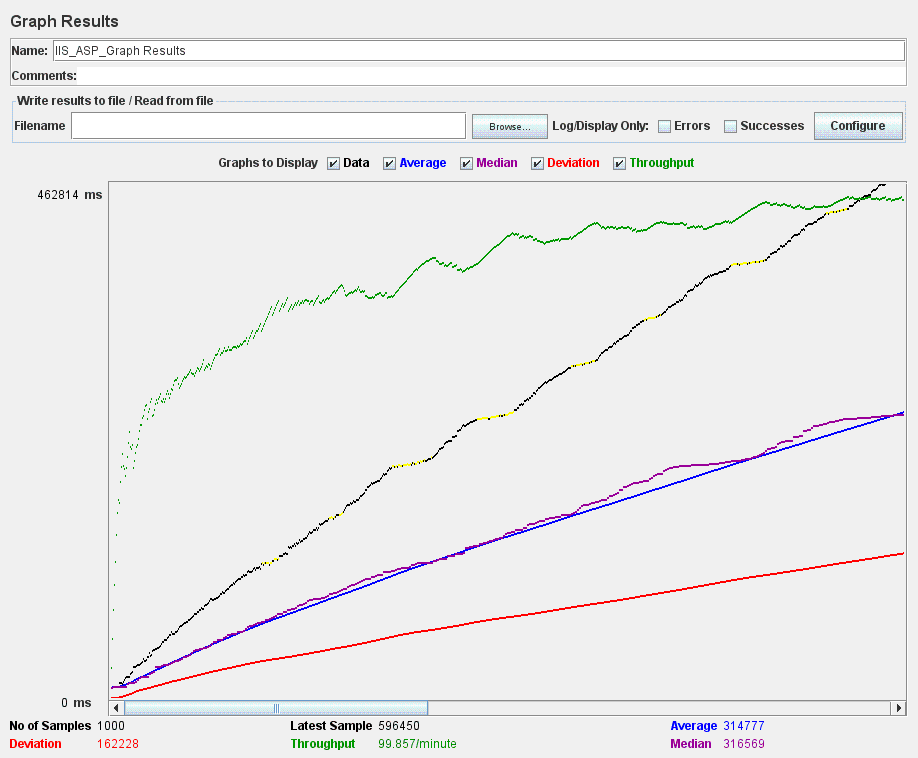 Graph Results
Name: IIS_ASP_Graph Results
Comments:
Write results to file / Read from file
Filename Browse... Log/Display Only: Errors Successes Configure
Graphs to Display Data Average Median Deviation Throughput
462814 ms
0 ms
No of Samples 1000 Latest Sample 596450 Average 314777
Deviation 162228 Throughput 99.857/minute Median 316569